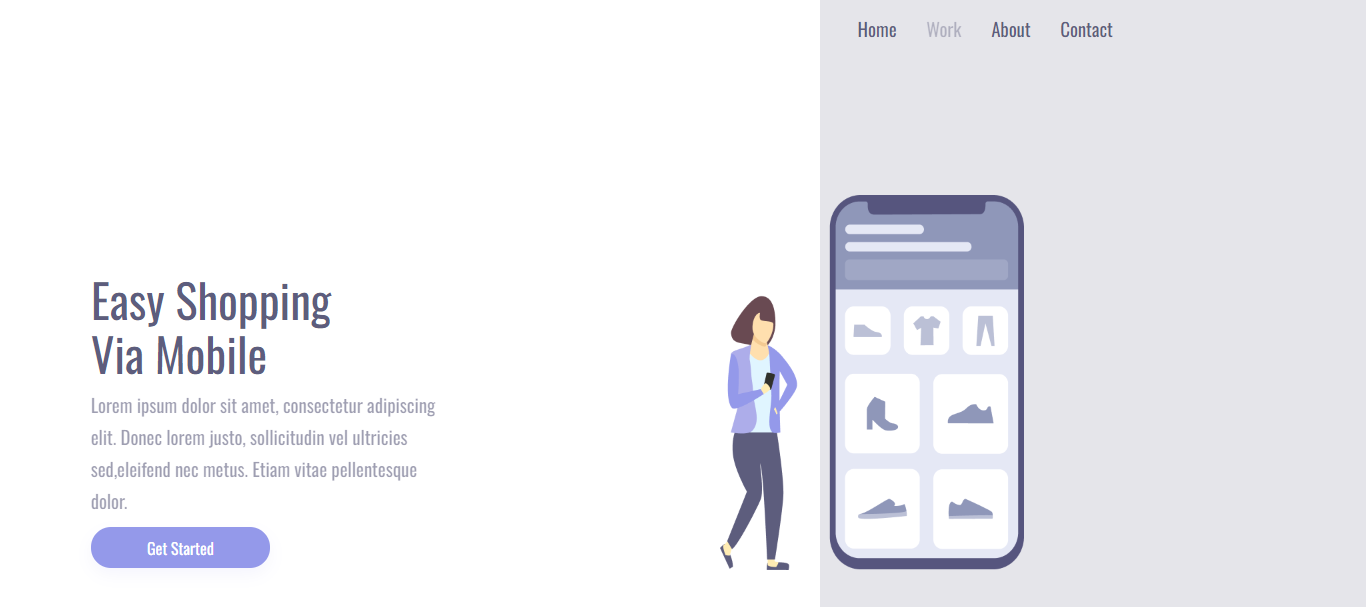 Home Work About Contact
Easy Shopping
Via Mobile
Lorem ipsum dolor sit amet, consectetur adipiscing
elit. Donec lorem justo, sollicitudin vel ultricies
sed,eleifend nec metus. Etiam vitae pellentesque
dolor.
Get Started